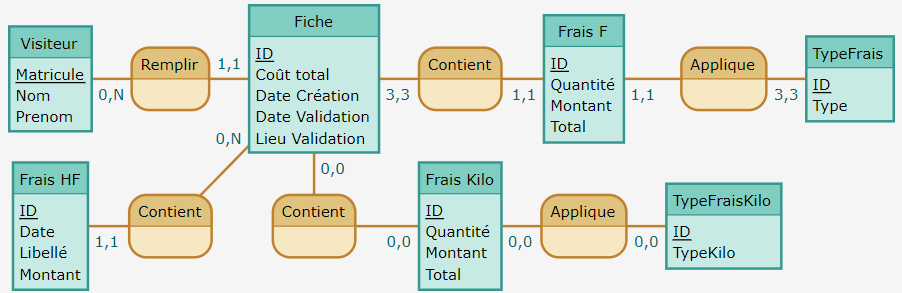 Visiteur
Matricule
Nom
Prenom
0,N
Remplir
1,1
Fiche
ID
Coût total
Date Création
Date Validation
Lieu Validation
3,3
Contient
1,1
Frais F
ID
Quantité
Montant
Total
1,1
Applique
3,3
TypeFrais
ID
Type
0,N
0,0
Frais HF
ID
Date
Libellé
Montant
1,1
Contient
Contient
0,0
Frais Kilo
ID
Quantité
Montant
Total
0,0
Applique
0,0
TypeFraisKilo
ID
TypeKilo